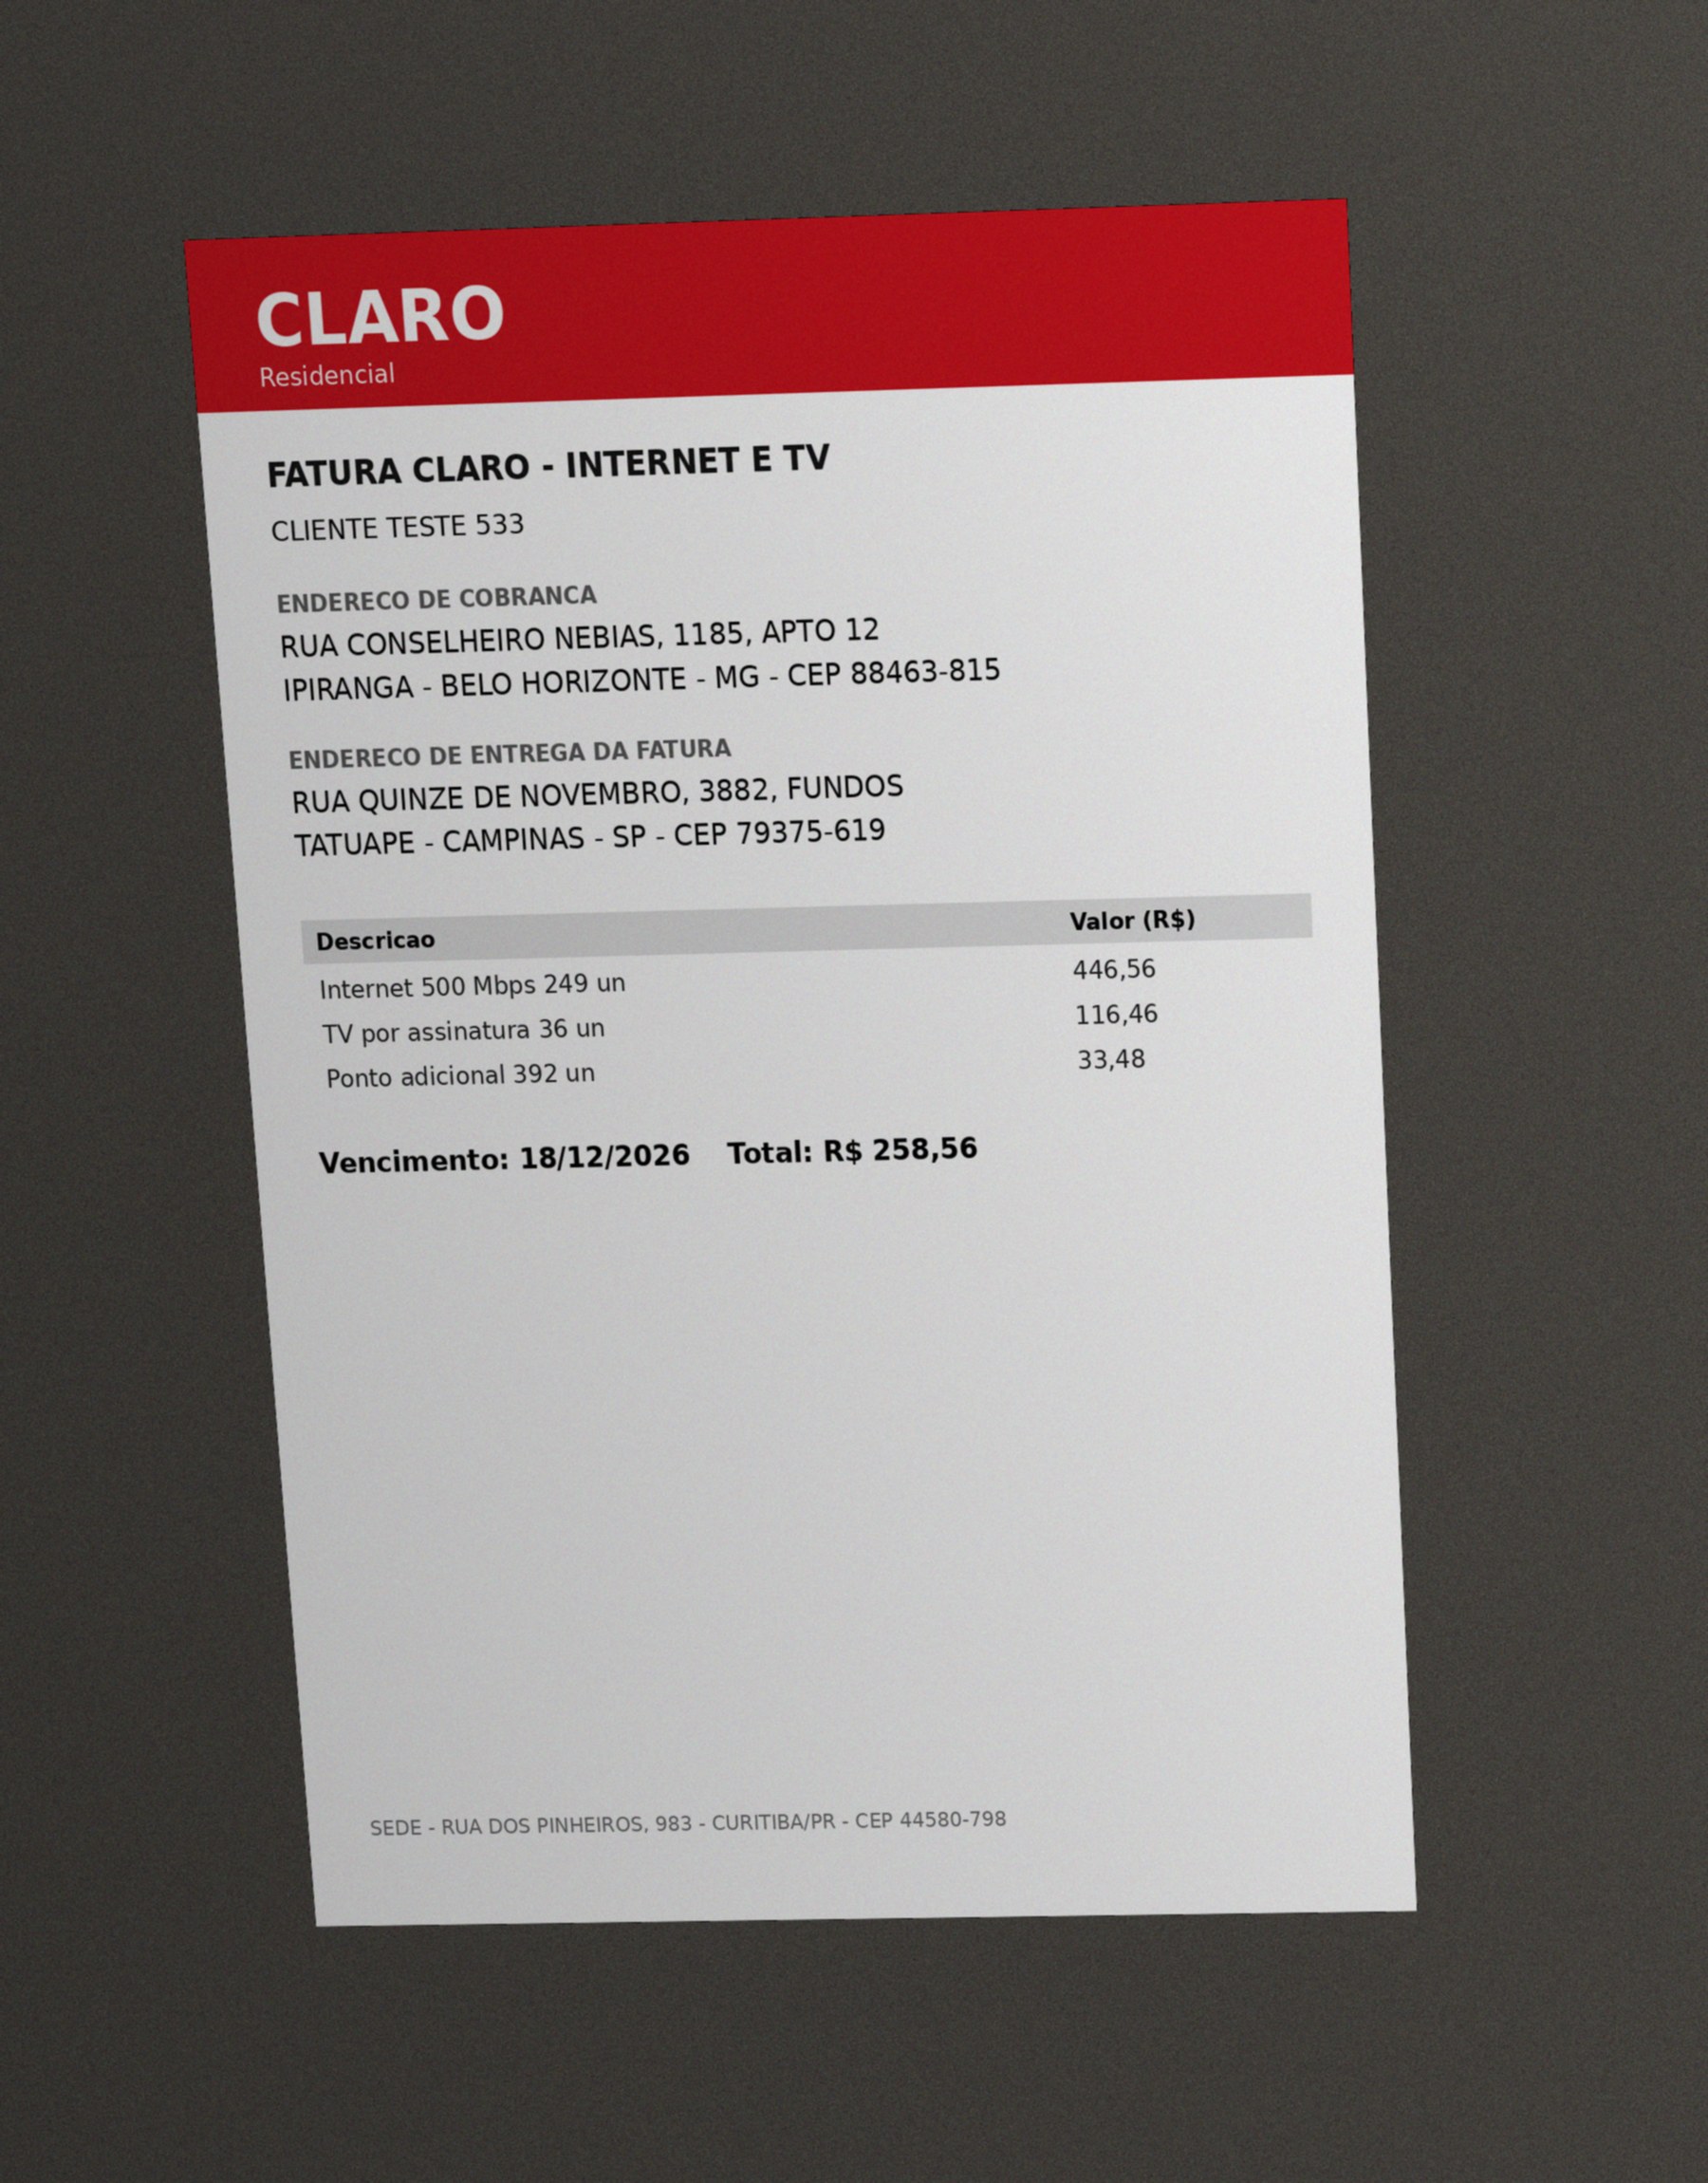 CLARO
Residencial
FATURA CLARO - INTERNET E TV
CLIENTE TESTE 533
ENDERECO DE COBRANCA
RUA CONSELHEIRO NEBIAS, 1185, APTO 12
IPIRANGA - BELO HORIZONTE - MG - CEP 88463-815
ENDERECO DE ENTREGA DA FATURA
RUA QUINZE DE NOVEMBRO, 3882, FUNDOS
TATUAPE - CAMPINAS - SP - CEP 79375-619
Descricao Valor (R$)
Internet 500 Mbps 249 un 446,56
TV por assinatura 36 un 116,46
Ponto adicional 392 un 33,48
Vencimento: 18/12/2026 Total: R$ 258,56
SEDE - RUA DOS PINHEIROS, 983 - CURITIBA/PR - CEP 44580-798